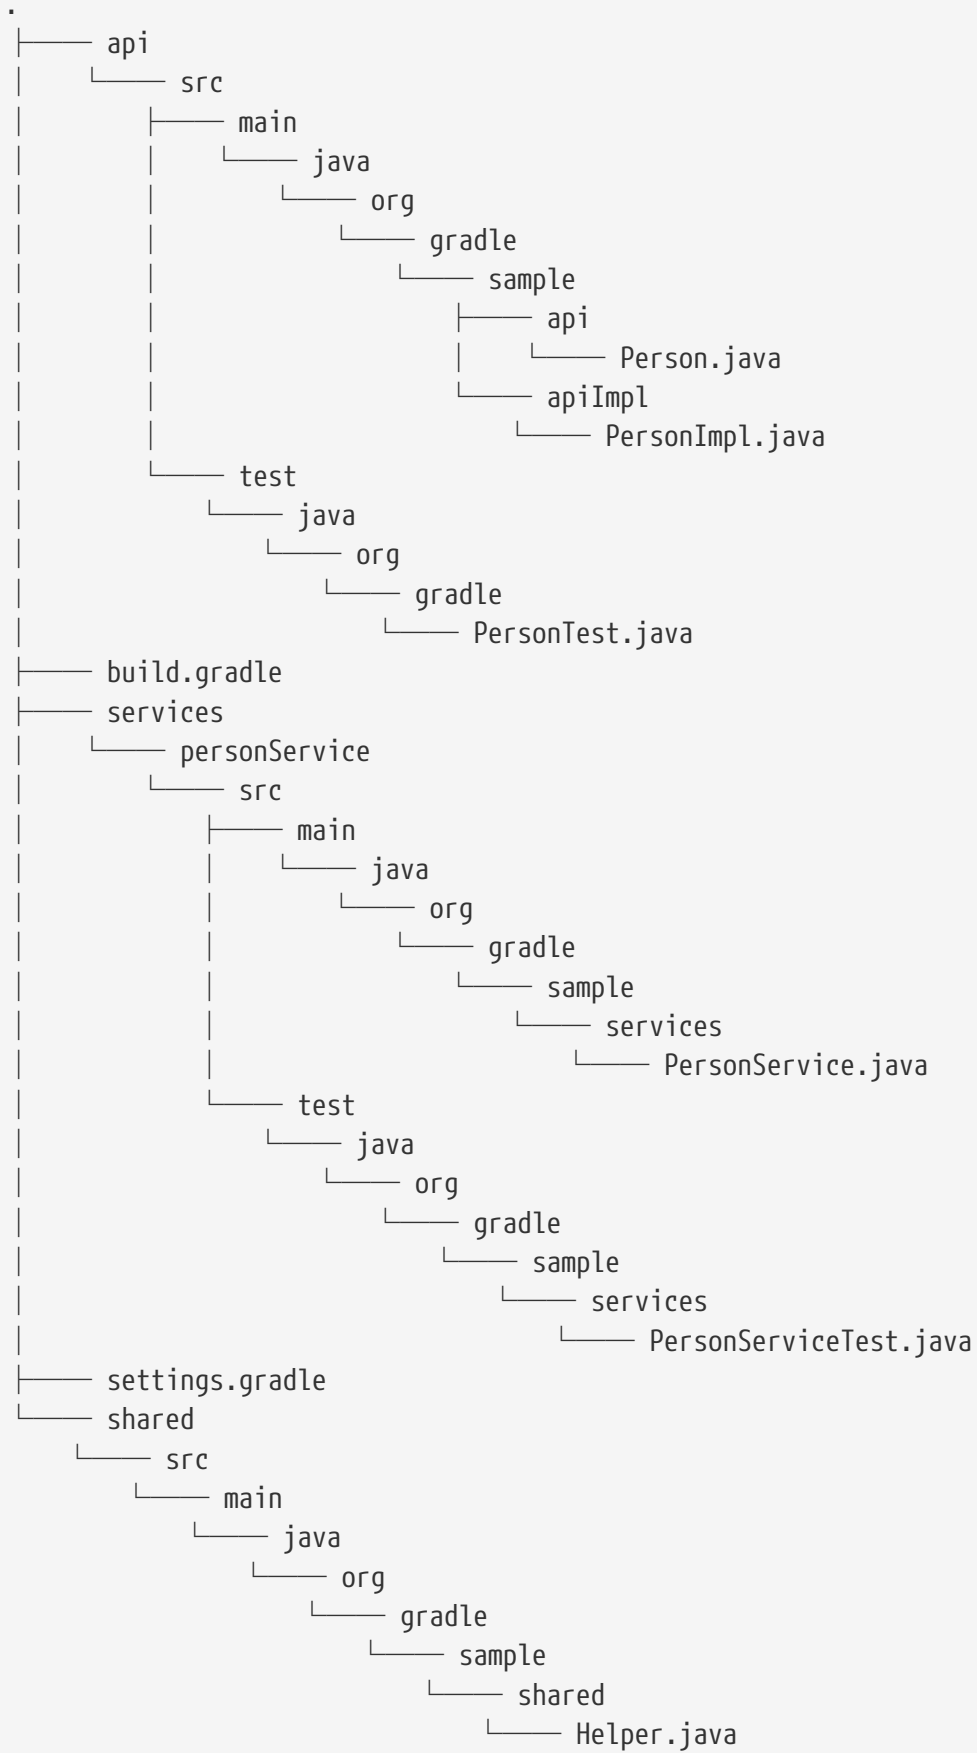 .
├── api
│   └── src
│       ├── main
│       │   └── java
│       │       └── org
│       │           └── gradle
│       │               └── sample
│       │                   ├── api
│       │                   │   └── Person.java
│       │                   └── apiImpl
│       │                       └── PersonImpl.java
│       └── test
│           └── java
│               └── org
│                   └── gradle
│                       └── PersonTest.java
├── build.gradle
├── services
│   └── personService
│       └── src
│           ├── main
│           │   └── java
│           │       └── org
│           │           └── gradle
│           │               └── sample
│           │                   └── services
│           │                       └── PersonService.java
│           └── test
│               └── java
│                   └── org
│                       └── gradle
│                           └── sample
│                               └── services
│                                   └── PersonServiceTest.java
├── settings.gradle
└── shared
    └── src
        └── main
            └── java
                └── org
                    └── gradle
                        └── sample
                            └── shared
                                └── Helper.java